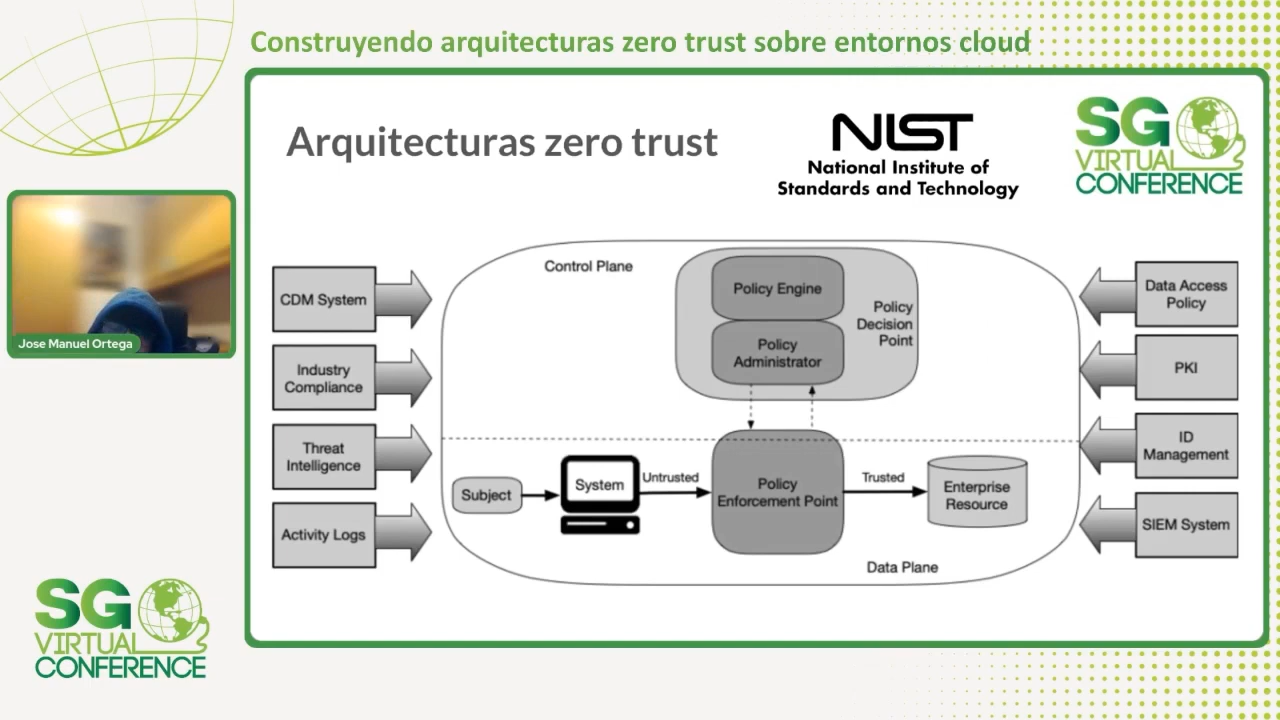 Construyendo arquitecturas zero trust sobre entornos cloud
Arquitecturas zero trust
NIST
National Institute of
Standards and Technology
SG
VIRTUAL
CONFERENCE
Jose Manuel Ortega
CDM System
Industry
Compliance
Threat
Intelligence
Activity Logs
Control Plane
Policy Engine
Policy
Administrator
Policy
Decision
Point
Subject
System
Untrusted
Policy
Enforcement Point
Trusted
Enterprise
Resource
Data Plane
Data Access
Policy
PKI
ID
Management
SIEM System
SG
VIRTUAL
CONFERENCE